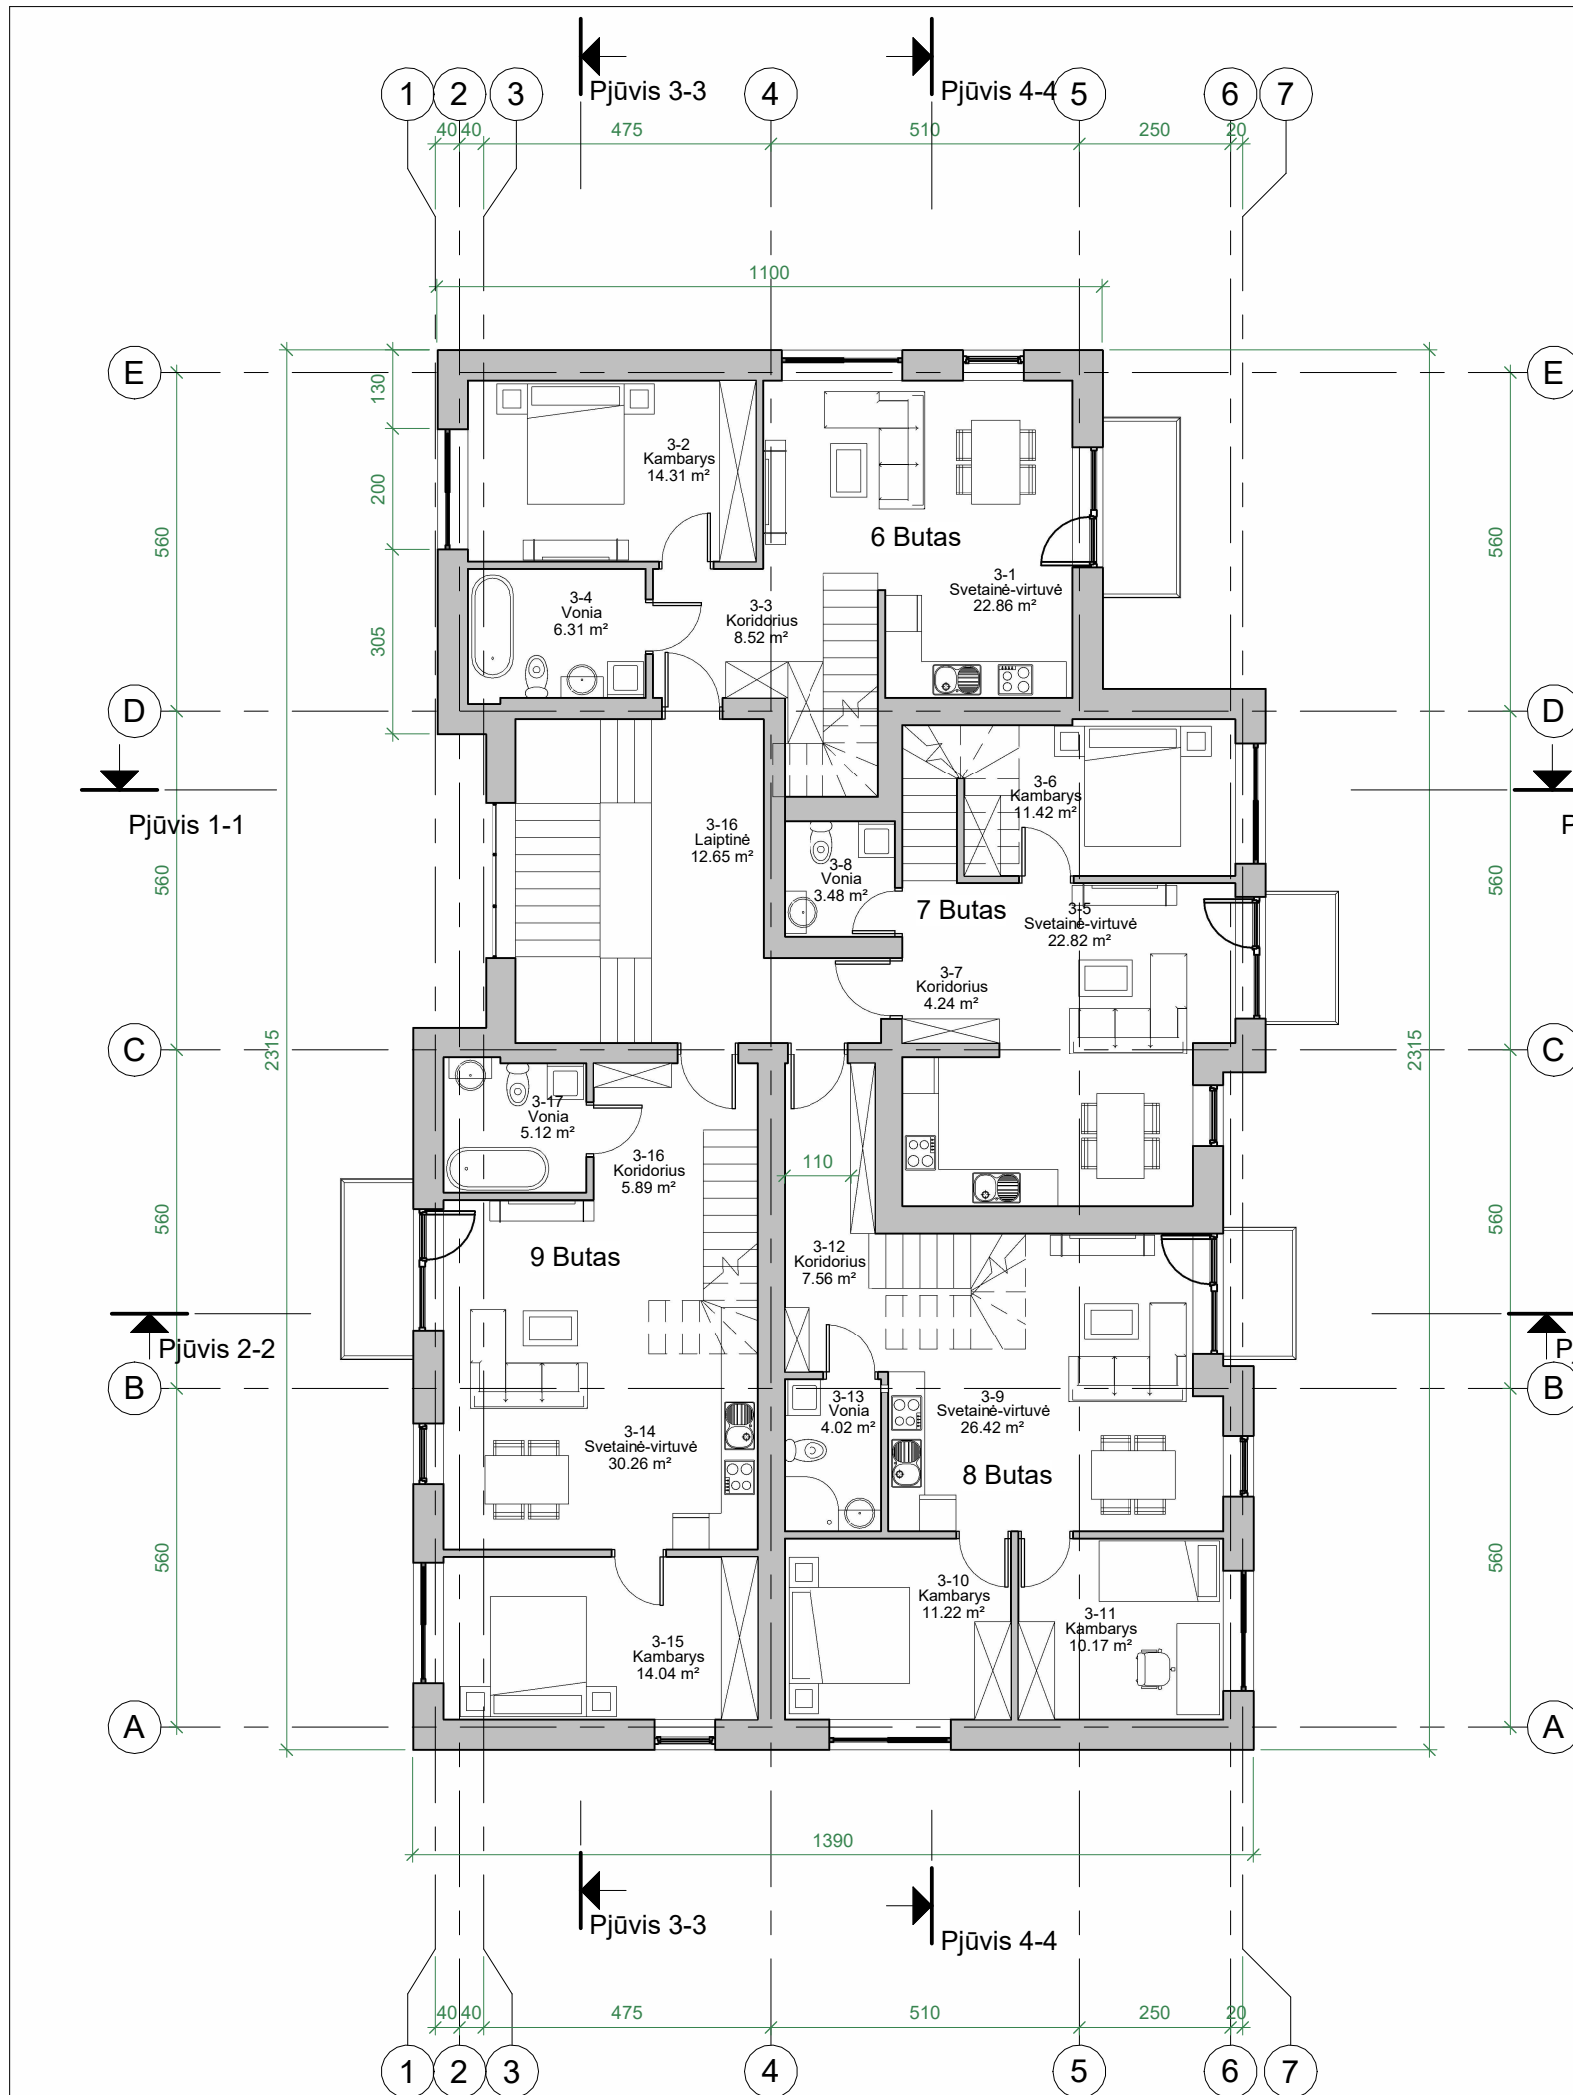 Pjūvis 3-3
Pjūvis 4-4
1 2 3 4 5 6 7
40 40 475 510 250 20
1100
E
E
130
200
305
560
560
3-2
Kambarys
14.31 m²
6 Butas
3-1
Svetainė-virtuvė
22.86 m²
3-4
Vonia
6.31 m²
3-3
Koridorius
8.52 m²
D
D
Pjūvis 1-1
P
3-6
Kambarys
11.42 m²
3-16
Laiptinė
12.65 m²
3-8
Vonia
3.48 m²
560
560
7 Butas
3-5
Svetainė-virtuvė
22.82 m²
3-7
Koridorius
4.24 m²
2315
2315
C
C
3-17
Vonia
5.12 m²
3-16
Koridorius
5.89 m²
110
560
560
9 Butas
3-12
Koridorius
7.56 m²
Pjūvis 2-2
P
B
B
3-14
Svetainė-virtuvė
30.26 m²
3-13
Vonia
4.02 m²
3-9
Svetainė-virtuvė
26.42 m²
8 Butas
560
560
3-10
Kambarys
11.22 m²
3-11
Kambarys
10.17 m²
3-15
Kambarys
14.04 m²
A
A
1390
Pjūvis 3-3
Pjūvis 4-4
40 40 475 510 250 20
1 2 3 4 5 6 7